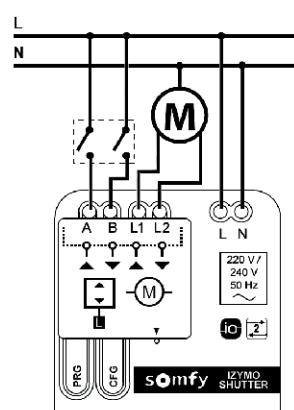 L
N
M
A B L1 L2
L N
M
L
220 V /
240 V
50 Hz
io 2
PRG
CFG
somfy
IZYMO
SHUTTER